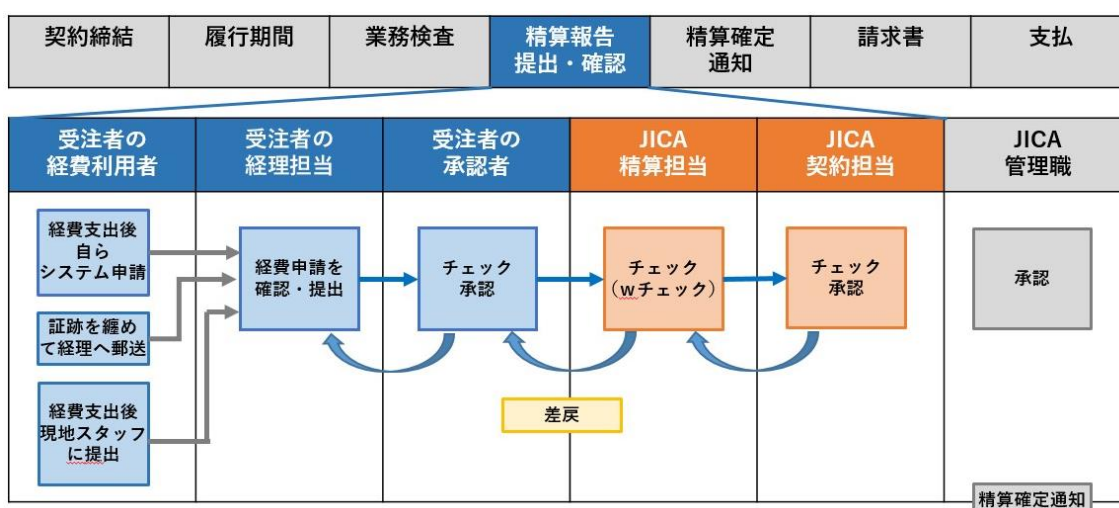 契約締結
履行期間
業務検査
精算報告
提出・確認
精算確定
通知
請求書
支払
受注者の
経費利用者
受注者の
経理担当
受注者の
承認者
JICA
精算担当
JICA
契約担当
JICA
管理職
経費支出後
自ら
システム申請
証跡を纏め
て経理へ郵送
経費支出後
現地スタッフ
に提出
経費申請を
確認・提出
チェック
承認
チェック
（wチェック）
チェック
承認
承認
差戻
精算確定通知